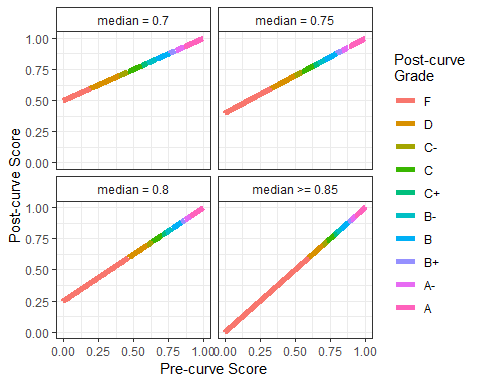 median = 0.7
median = 0.75
1.00
0.75
0.50
0.25
0.00
median = 0.8
median >= 0.85
1.00
0.75
0.50
0.25
0.00
0.00 0.25 0.50 0.75 1.00
0.00 0.25 0.50 0.75 1.00
Pre-curve Score
Post-curve Score
Post-curve
Grade
F
D
C-
C
C+
B-
B
B+
A-
A